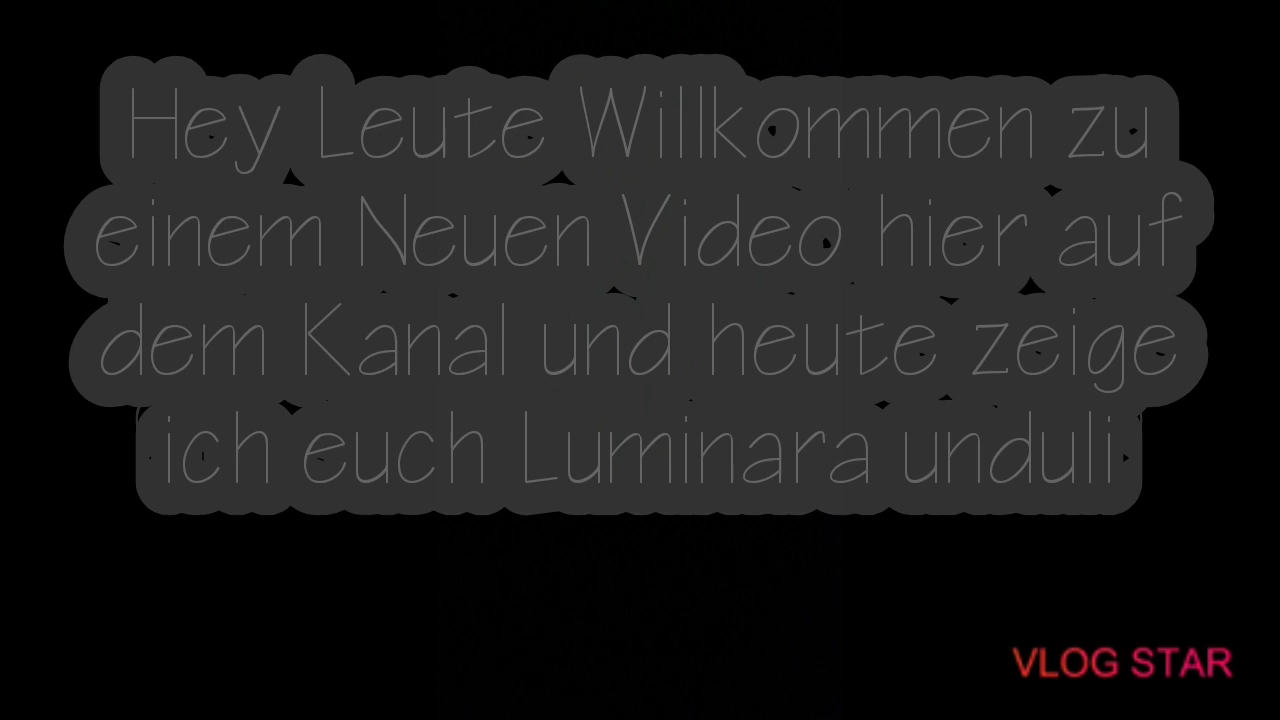 Hey Leute Willkommen zu
einem Neuen Video hier auf
dem Kanal und heute zeige
ich euch Luminara unduli
VLOG STAR